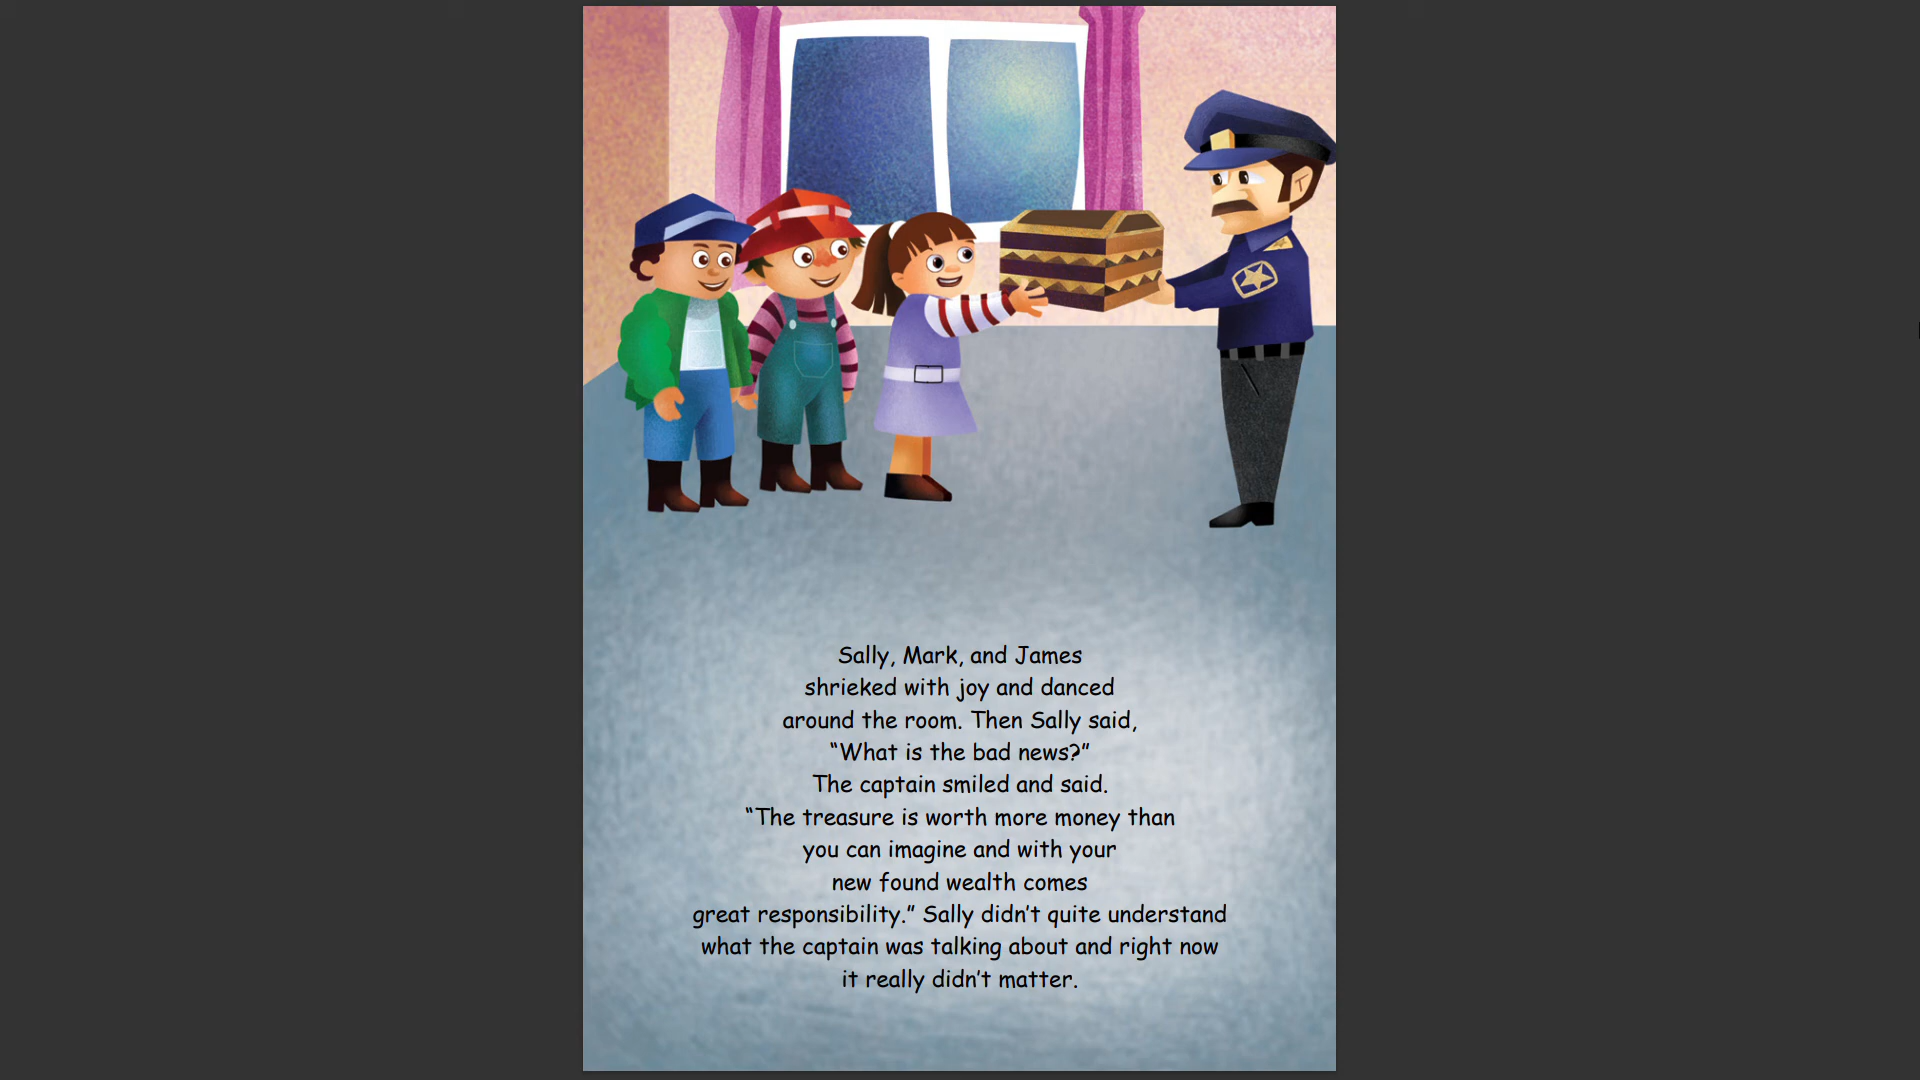 Sally, Mark, and James
shrieked with joy and danced
around the room. Then Sally said,
“What is the bad news?”
The captain smiled and said.
“The treasure is worth more money than
you can imagine and with your
new found wealth comes
great responsibility.” Sally didn’t quite understand
what the captain was talking about and right now
it really didn’t matter.